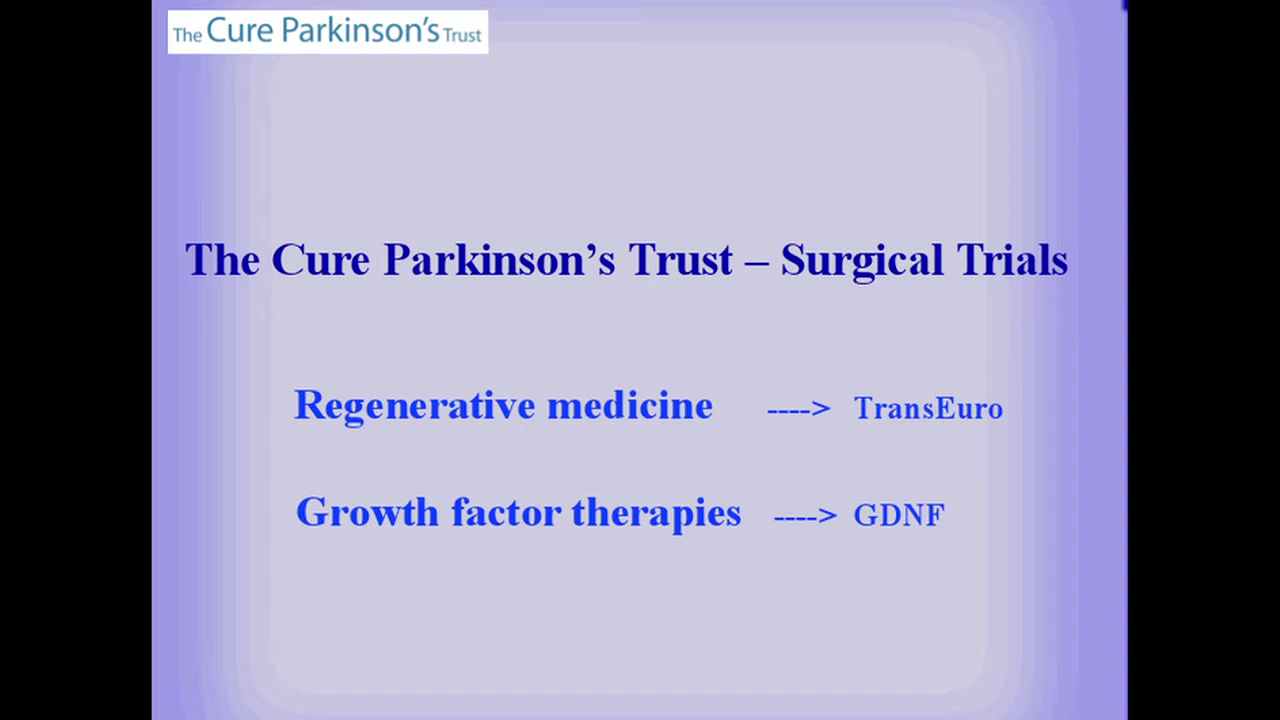 The Cure Parkinson's Trust
The Cure Parkinson’s Trust – Surgical Trials
Regenerative medicine ----> TransEuro
Growth factor therapies ----> GDNF